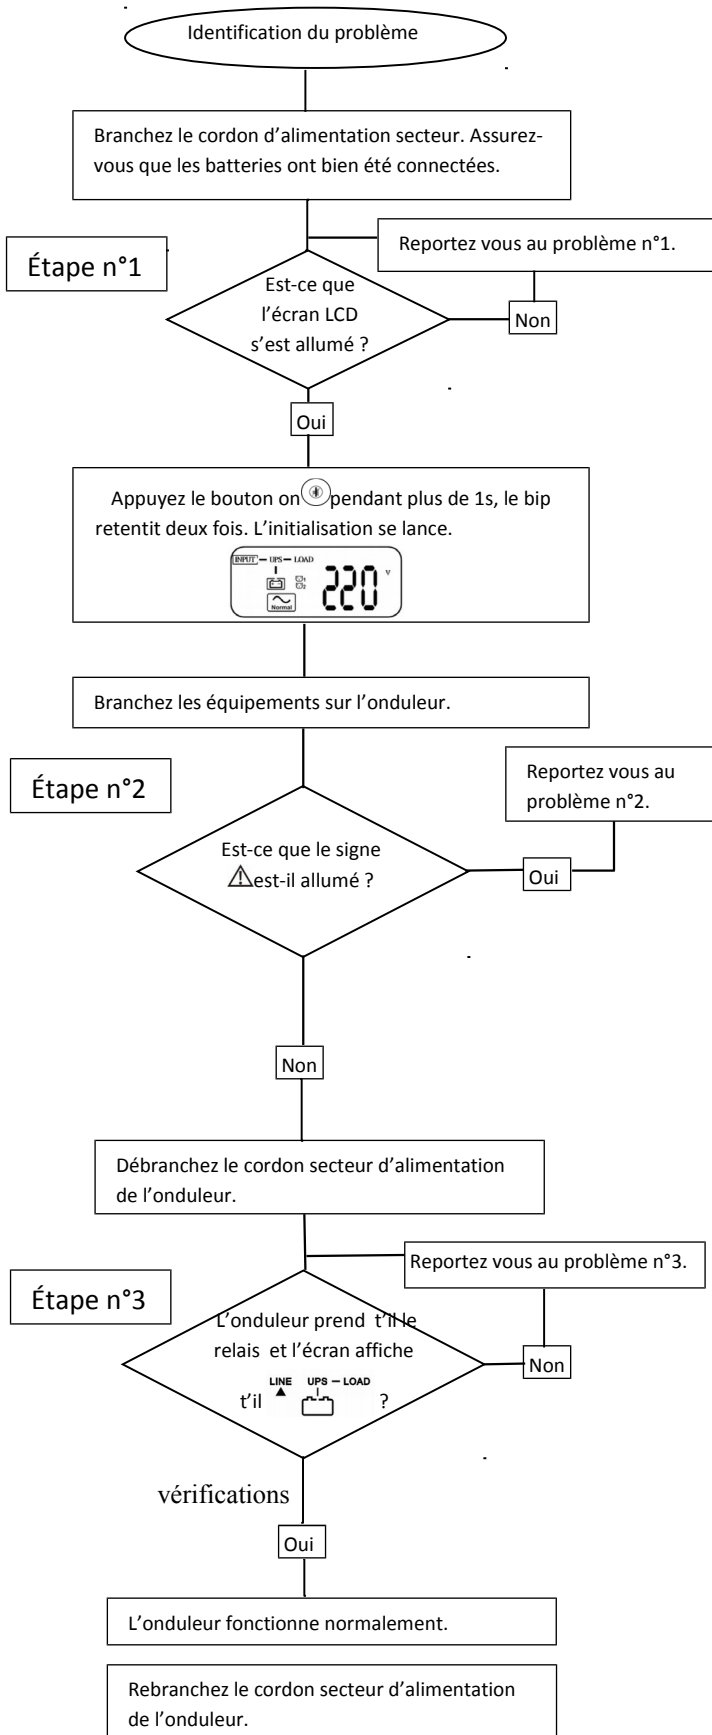 Identification du problème
Branchez le cordon d’alimentation secteur. Assurez-
vous que les batteries ont bien été connectées.
Reportez vous au problème n°1.
Étape n°1
Est-ce que
l’écran LCD
s’est allumé ?
Non
Oui
Appuyez le bouton on pendant plus de 1s, le bip
retentit deux fois. L’initialisation se lance.
INPUT — UPS — LOAD
1
2
220 V
Normal
Branchez les équipements sur l’onduleur.
Étape n°2
Reportez vous au
problème n°2.
Est-ce que le signe
est-il allumé ?
Oui
Non
Débranchez le cordon secteur d’alimentation
de l’onduleur.
Reportez vous au problème n°3.
Étape n°3
L’onduleur prend t’il le
relais et l’écran affiche
t’il LINE UPS — LOAD ?
Non
vérifications
Oui
L’onduleur fonctionne normalement.
Rebranchez le cordon secteur d’alimentation
de l’onduleur.